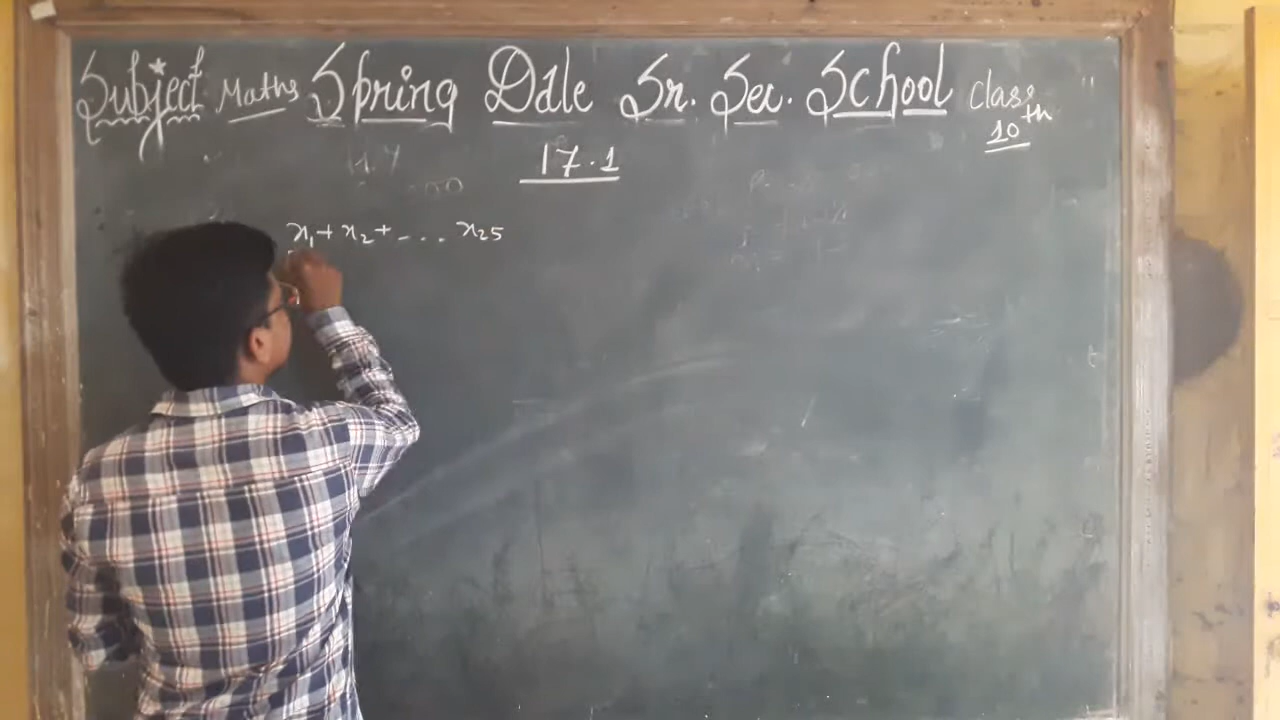 Subject Maths Spring Dale Sr. Sec. School Class 10th
17.1
x₁ + x₂ + - . . . x₂₅